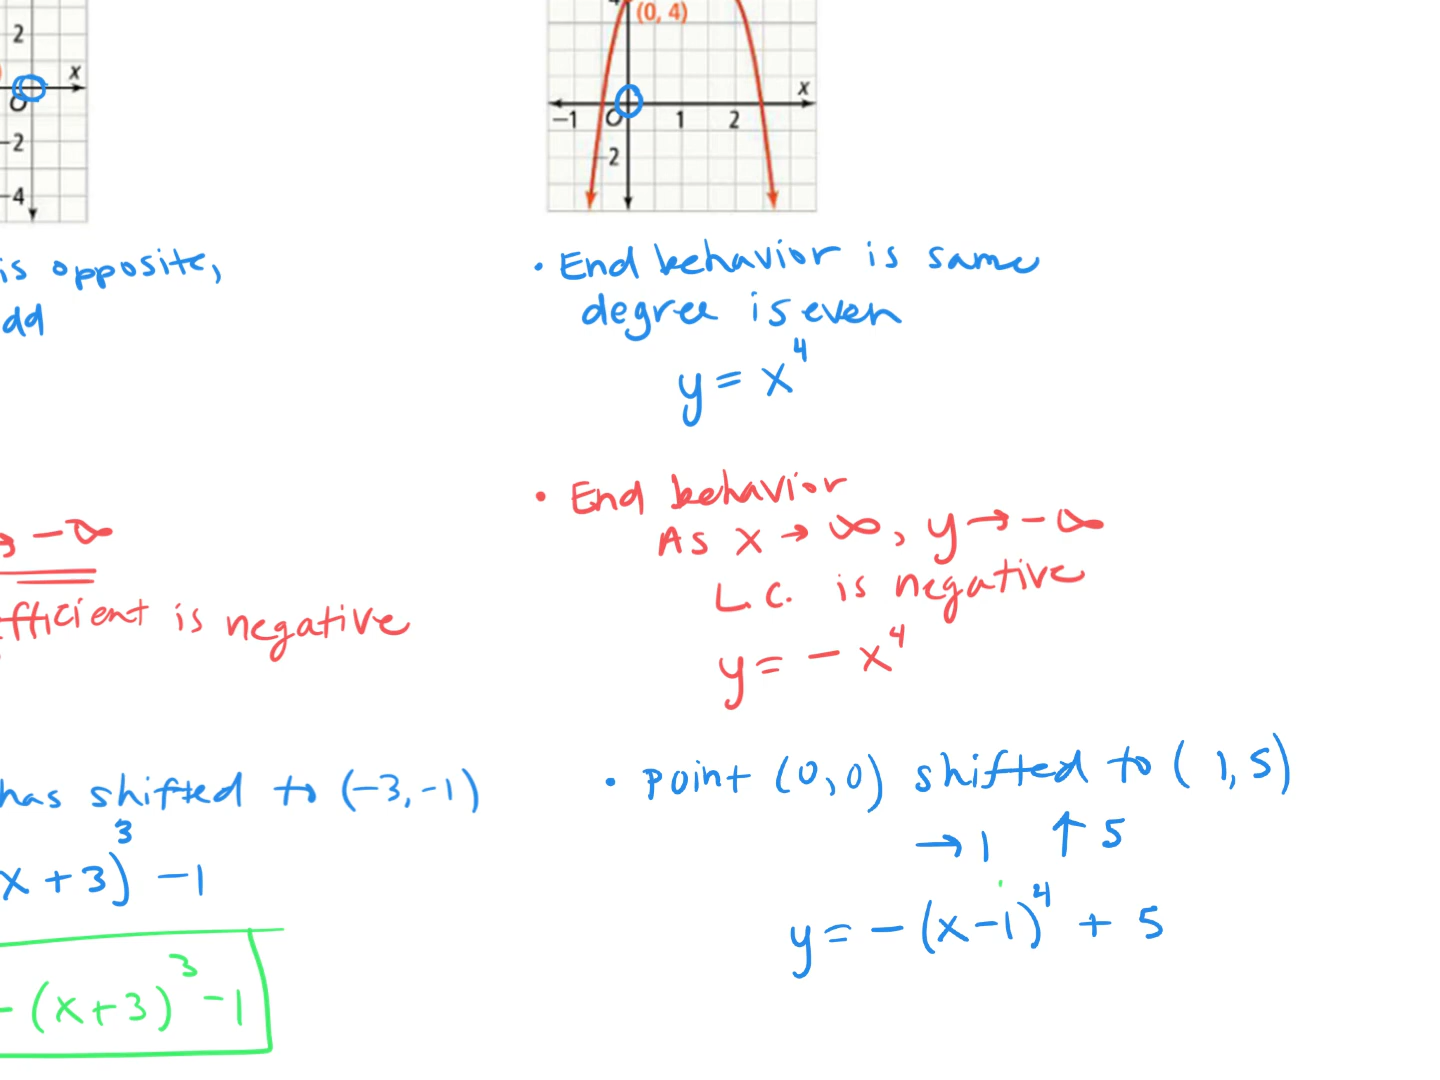 2
x
O
-2
-4
4
(0, 4)
x
-1
O
1
2
-2
is opposite,
dd
→ -∞
fficient is negative
has shifted to (-3,-1)
x +3)³ -1
- (x+3)³ -1
• End behavior is same
degree is even
y = x⁴
• End behavior
As x → ∞, y → -∞
L.C. is negative
y = - x⁴
• point (0,0) shifted to (1,5)
→ 1 ↑ 5
y = - (x-1)⁴ + 5